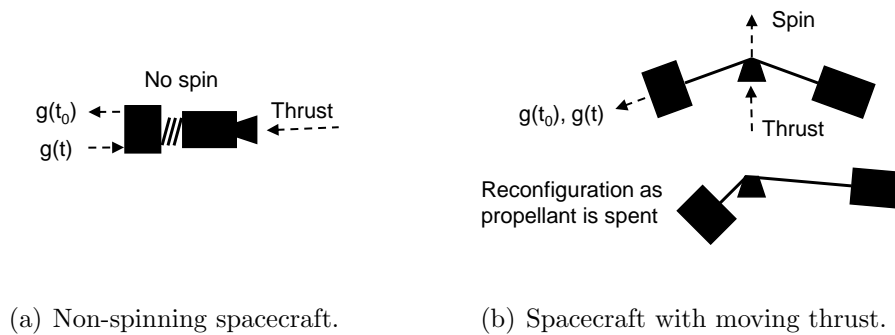 No spin
g(t₀)
Thrust
g(t)
(a) Non-spinning spacecraft.
Spin
g(t₀), g(t)
Thrust
Reconfiguration as
propellant is spent
(b) Spacecraft with moving thrust.